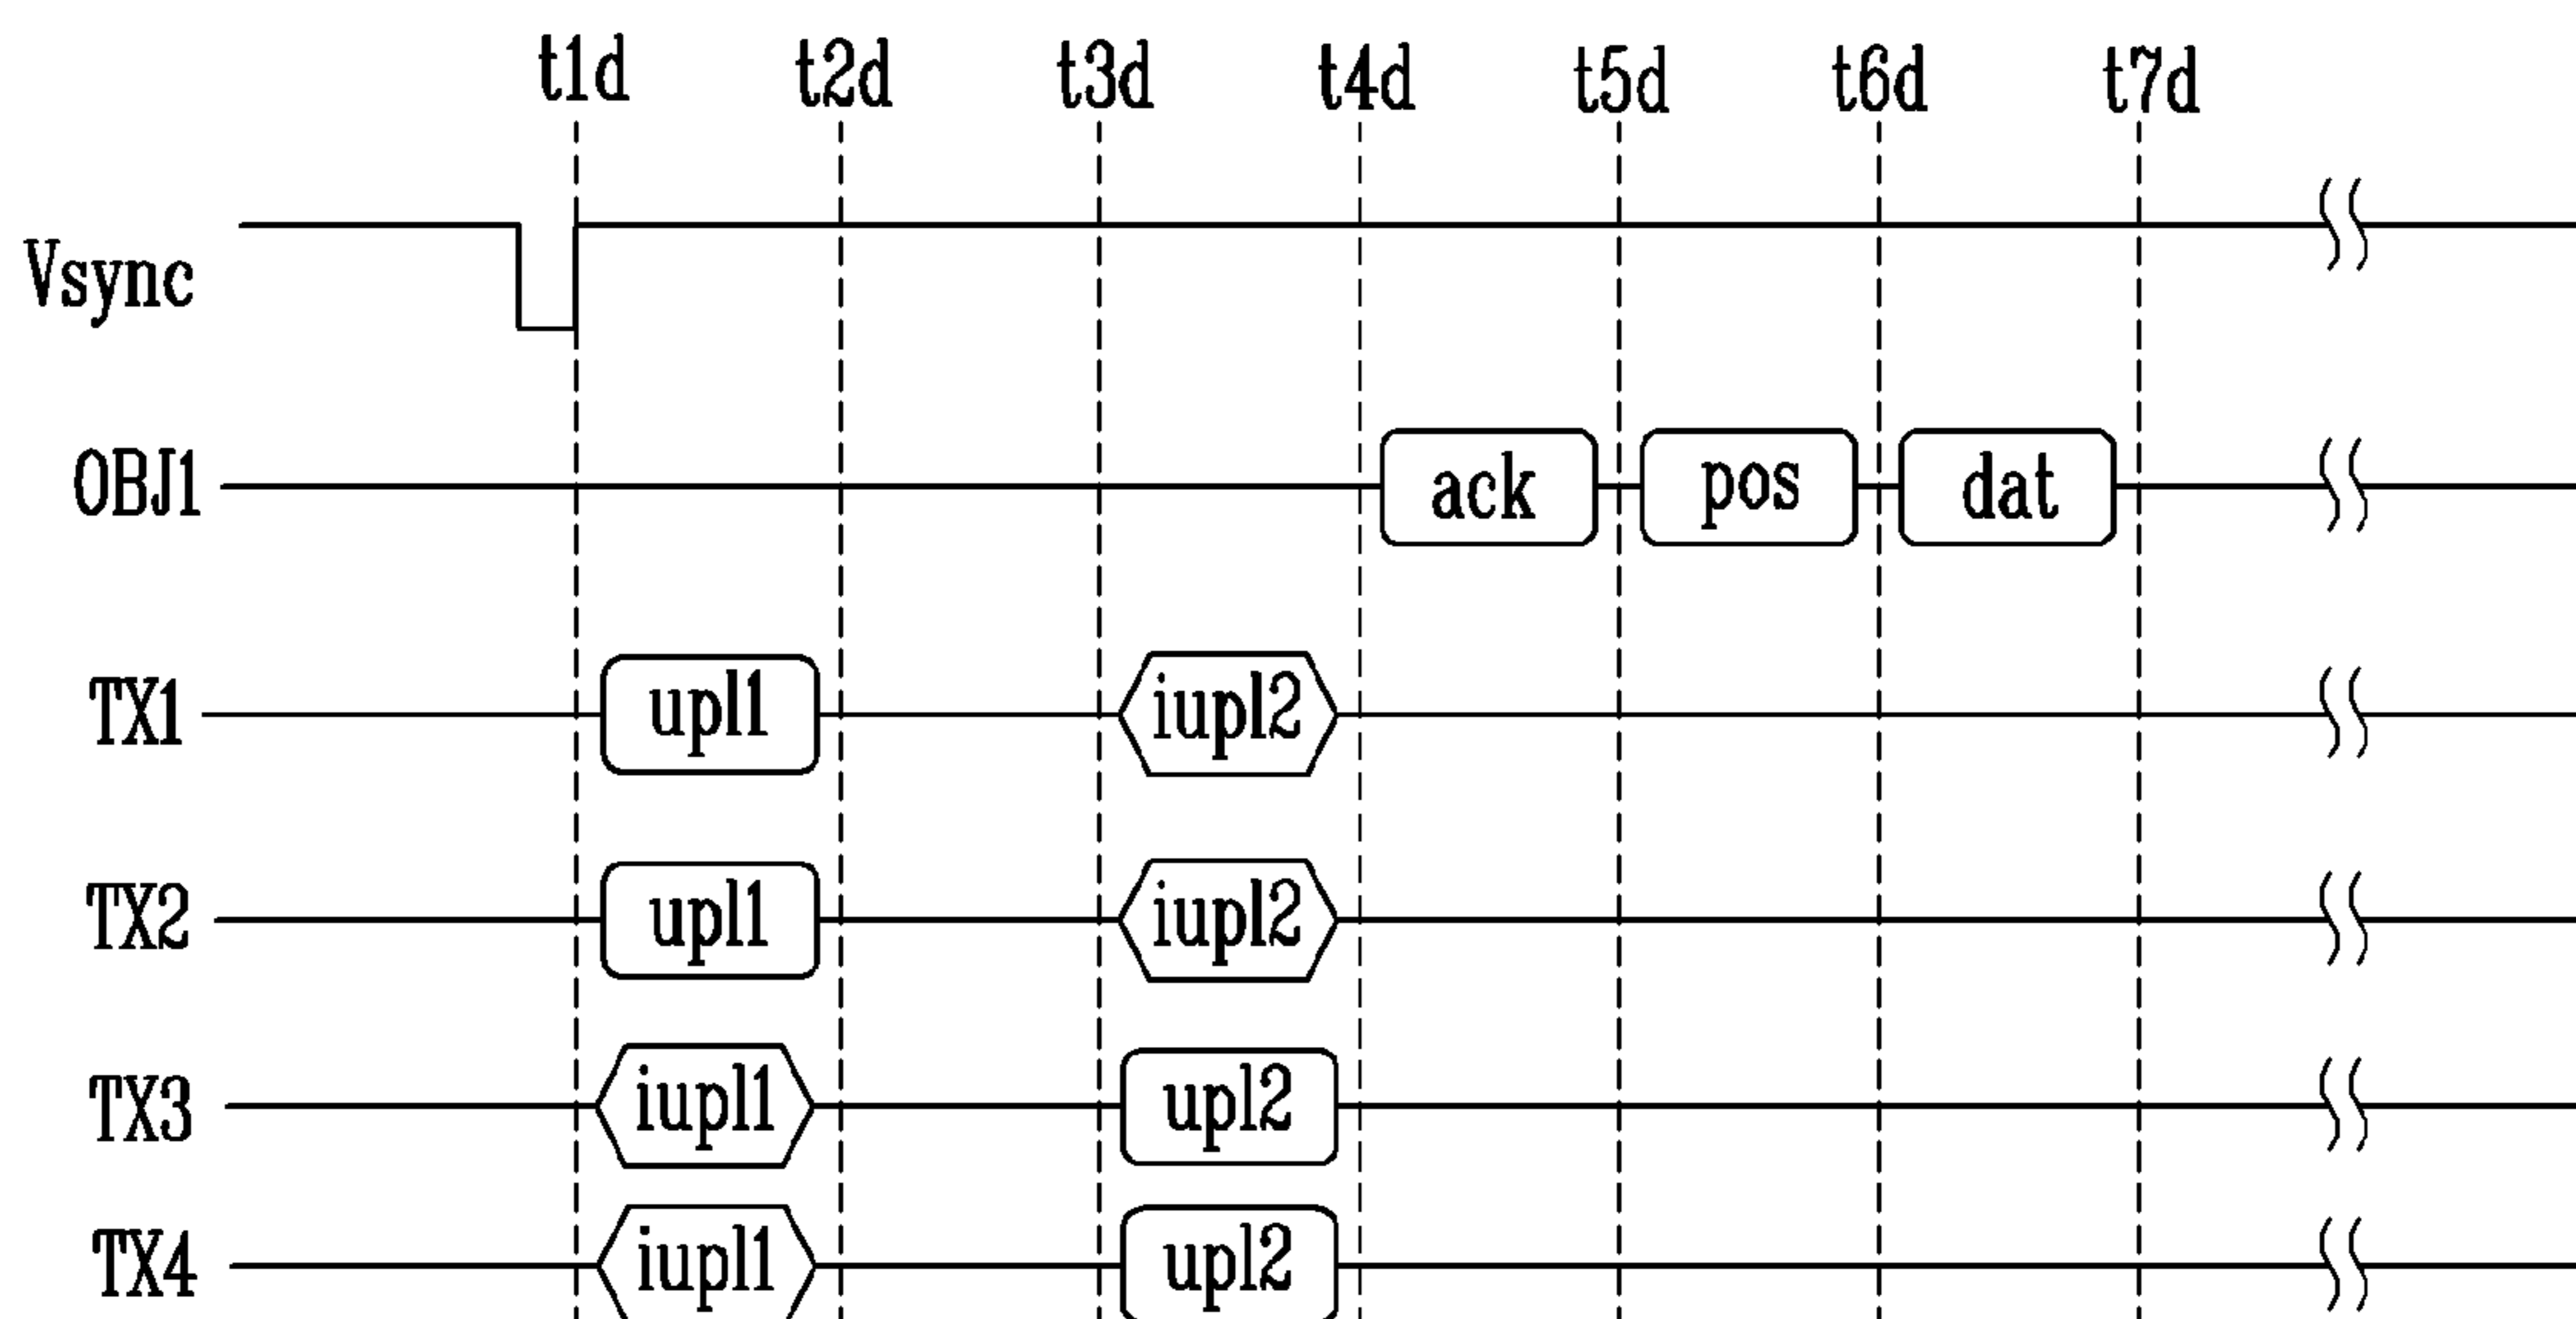 t1d t2d t3d t4d t5d t6d t7d
Vsync
OBJ1 ack pos dat
TX1 upl1 iupl2
TX2 upl1 iupl2
TX3 iupl1 upl2
TX4 iupl1 upl2